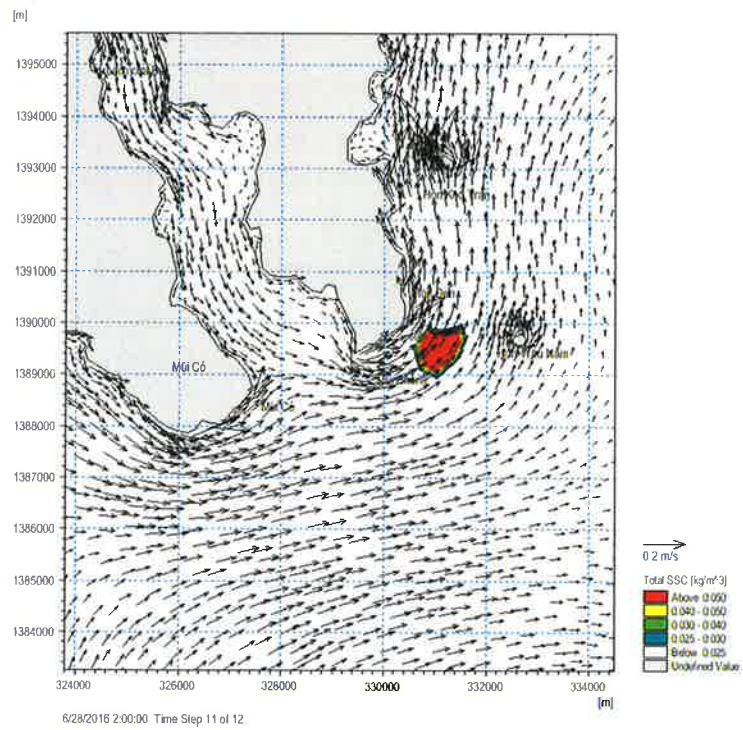 [m]
1395000
1394000
1393000
1392000
1391000
1390000
1389000
1388000
1387000
1386000
1385000
1384000
Mũi Cỏ
324000
326000
328000
330000
332000
334000
[m]
0.2 m/s
Total SSC [kg/m^3]
Above 0.050
0.040 - 0.050
0.030 - 0.040
0.025 - 0.030
Below 0.025
Undefined Value
6/28/2016 2:00:00 Time Step 11 of 12